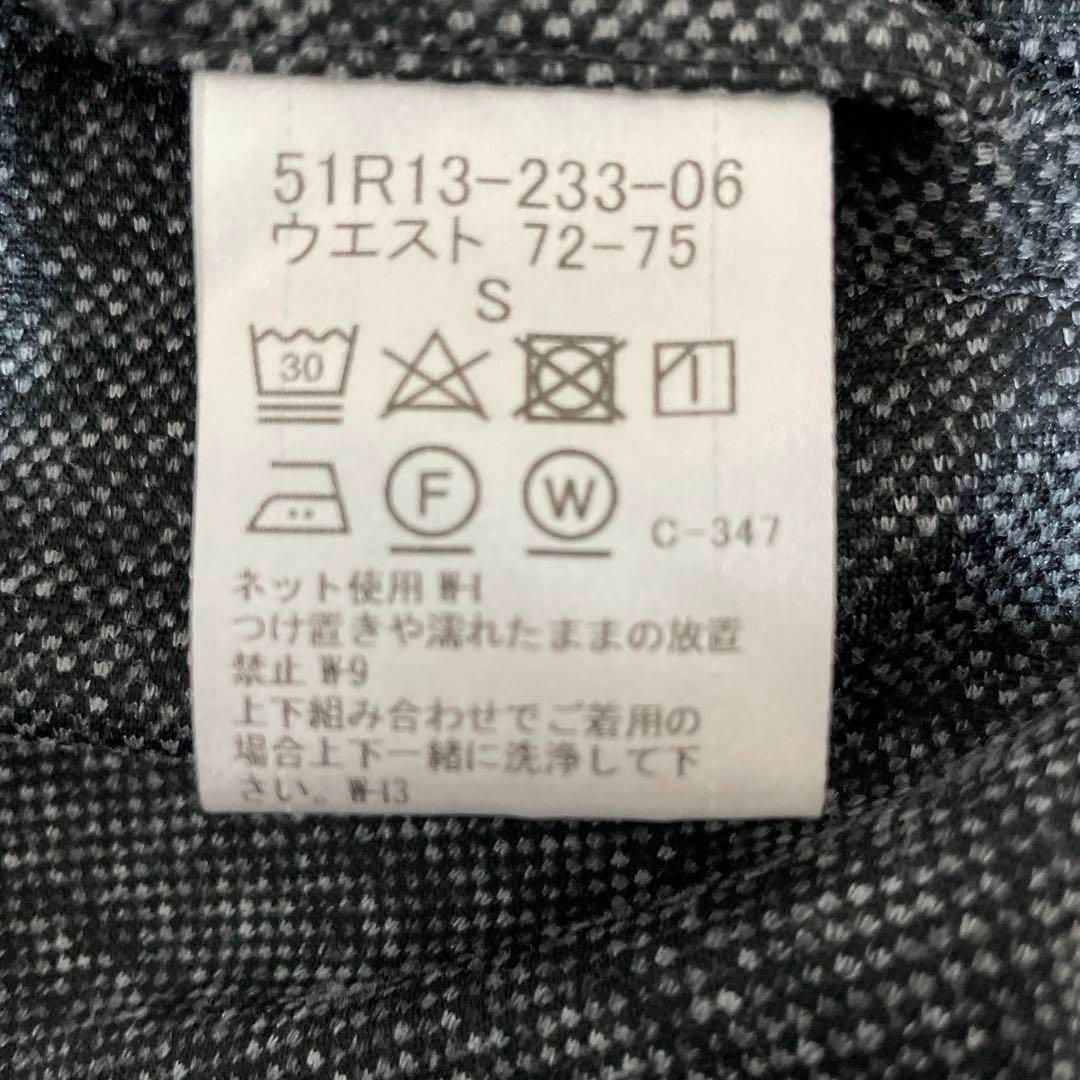 51R13-233-06
ウエスト 72-75
S
30
F W C-347
ネット使用 W-1
つけ置きや濡れたままの放置
禁止 W-9
上下組み合わせでご着用の
場合上下一緒に洗浄して下
さい。W-13